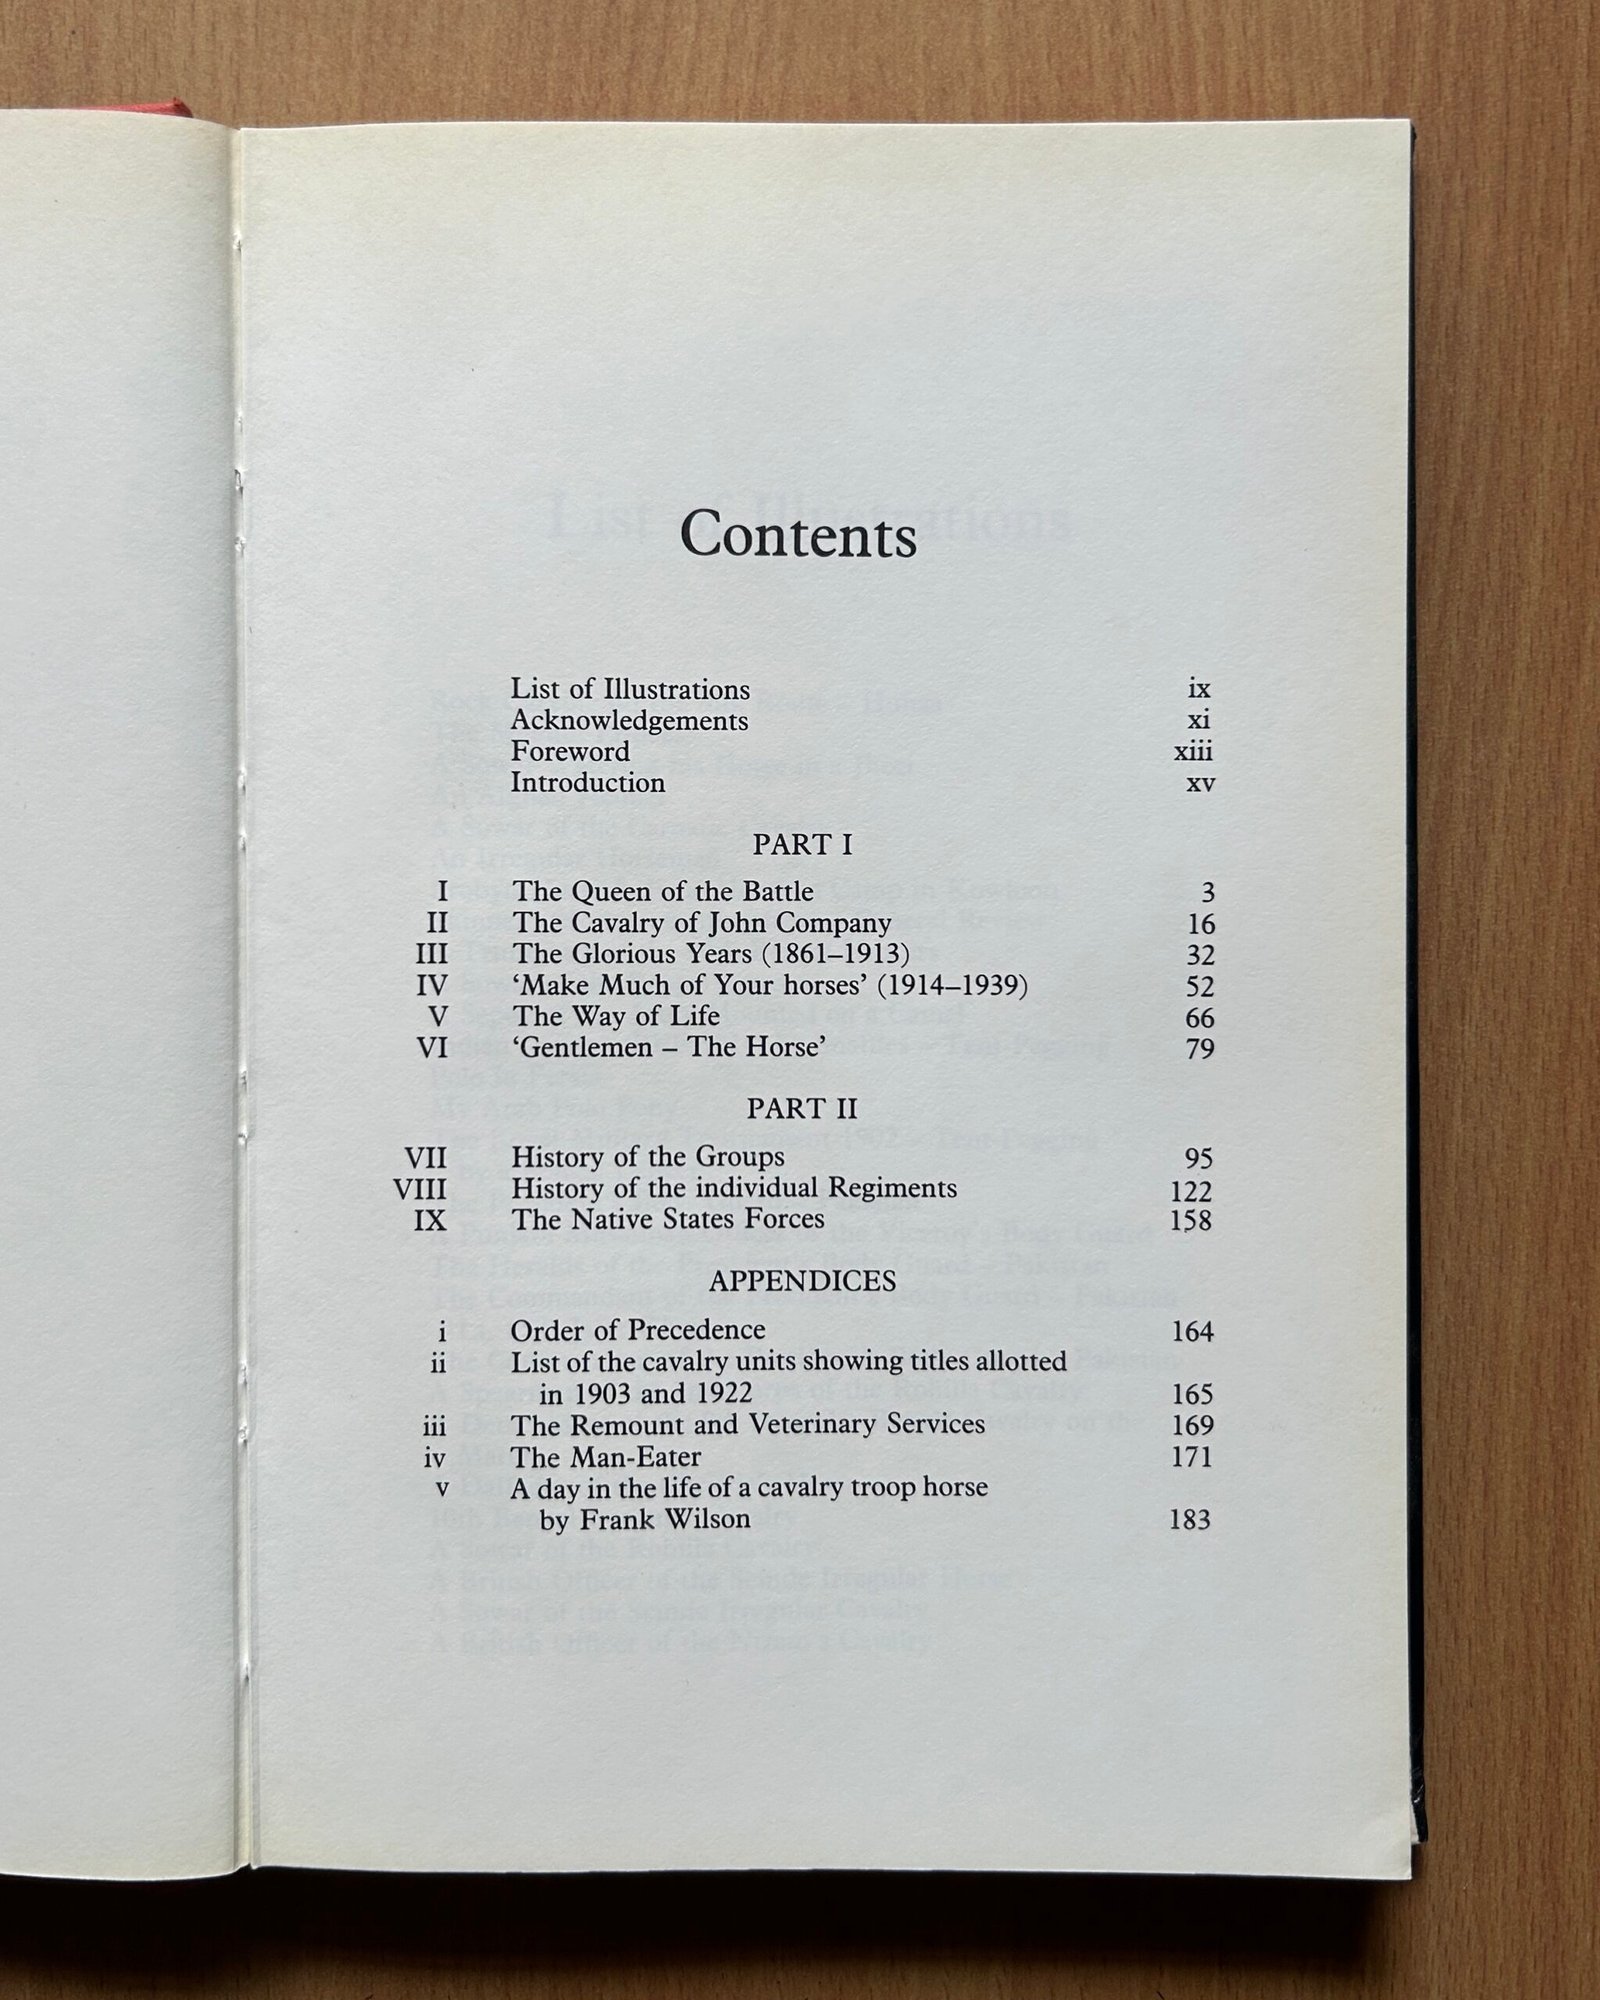 Contents
List of Illustrations ix
Acknowledgements xi
Foreword xiii
Introduction xv
PART I
I The Queen of the Battle 3
II The Cavalry of John Company 16
III The Glorious Years (1861–1913) 32
IV ‘Make Much of Your horses’ (1914–1939) 52
V The Way of Life 66
VI ‘Gentlemen – The Horse’ 79
PART II
VII History of the Groups 95
VIII History of the individual Regiments 122
IX The Native States Forces 158
APPENDICES
i Order of Precedence 164
ii List of the cavalry units showing titles allotted
in 1903 and 1922 165
iii The Remount and Veterinary Services 169
iv The Man-Eater 171
v A day in the life of a cavalry troop horse
by Frank Wilson 183